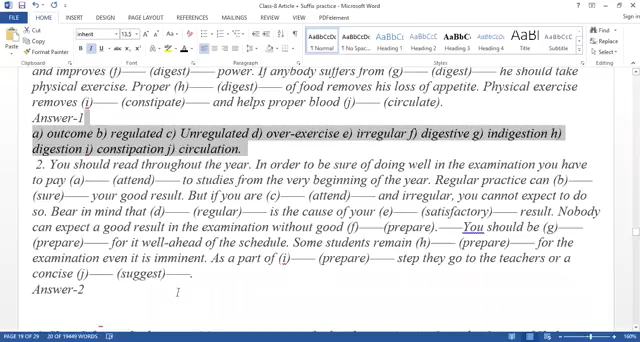 Class-8 Article + Suffix practice - Microsoft Word
FILE HOME INSERT DESIGN PAGE LAYOUT REFERENCES MAILINGS REVIEW VIEW PDFelement
Paste Cut inherit 13.5 Find
Copy Replace
Format Painter Select
AaBbCcDc AaBbCcDc AaBbCc AaBbCc AaBbCc AaBbCc AaBl AaBbCcD
¶ Normal ¶ No Spac... Heading 1 Heading 2 Heading 3 Heading 4 Title Subtitle
Clipboard Font Paragraph Styles Editing
and improves (f)—— (digest) —— power. If anybody suffers from (g)—— (digest)—— he should take
physical exercise. Proper (h)—— (digest)—— of food removes his loss of appetite. Physical exercise
removes (i)—— (constipate)—— and helps proper blood (j)—— (circulate).
Answer-1
a) outcome b) regulated c) Unregulated d) over-exercise e) irregular f) digestive g) indigestion h)
digestion i) constipation j) circulation.
2. You should read throughout the year. In order to be sure of doing well in the examination you have
to pay (a)—— (attend)—— to studies from the very beginning of the year. Regular practice can (b)——
(sure)—— your good result. But if you are (c)—— (attend)—— and irregular, you cannot expect to do
so. Bear in mind that (d)—— (regular)—— is the cause of your (e)—— (satisfactory)—— result. Nobody
can expect a good result in the examination without good (f)—— (prepare).——You should be (g)——
(prepare)—— for it well-ahead of the schedule. Some students remain (h)—— (prepare)—— for the
examination even it is imminent. As a part of (i)—— (prepare)—— step they go to the teachers or a
concise (j)—— (suggest)——.
Answer-2
PAGE 19 OF 29 20 OF 19449 WORDS 160%